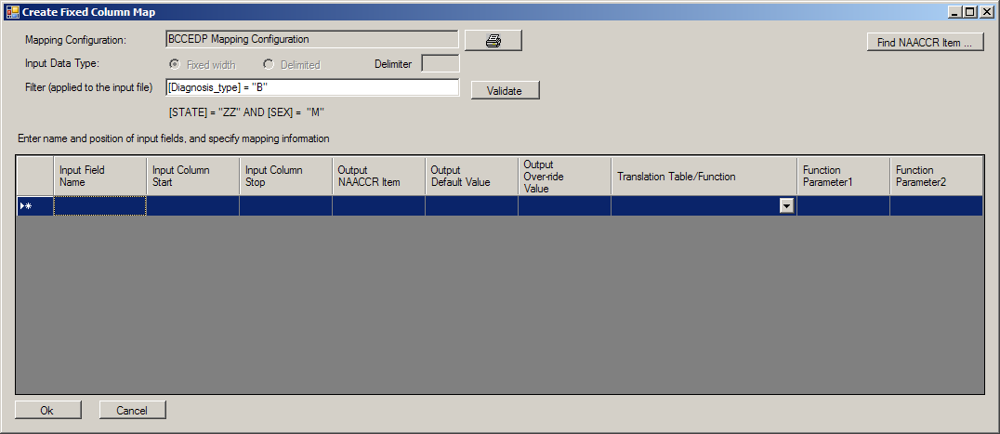 Create Fixed Column Map
Mapping Configuration: BCCEDP Mapping Configuration Find NAACCR Item ...
Input Data Type: Fixed width Delimited Delimiter
Filter (applied to the input file) [Diagnosis_type] = "B" Validate
[STATE] = "ZZ" AND [SEX] = "M"
Enter name and position of input fields, and specify mapping information
Input Field Name
Input Column Start
Input Column Stop
Output NAACCR Item
Output Default Value
Output Over-ride Value
Translation Table/Function
Function Parameter1
Function Parameter2
Ok Cancel